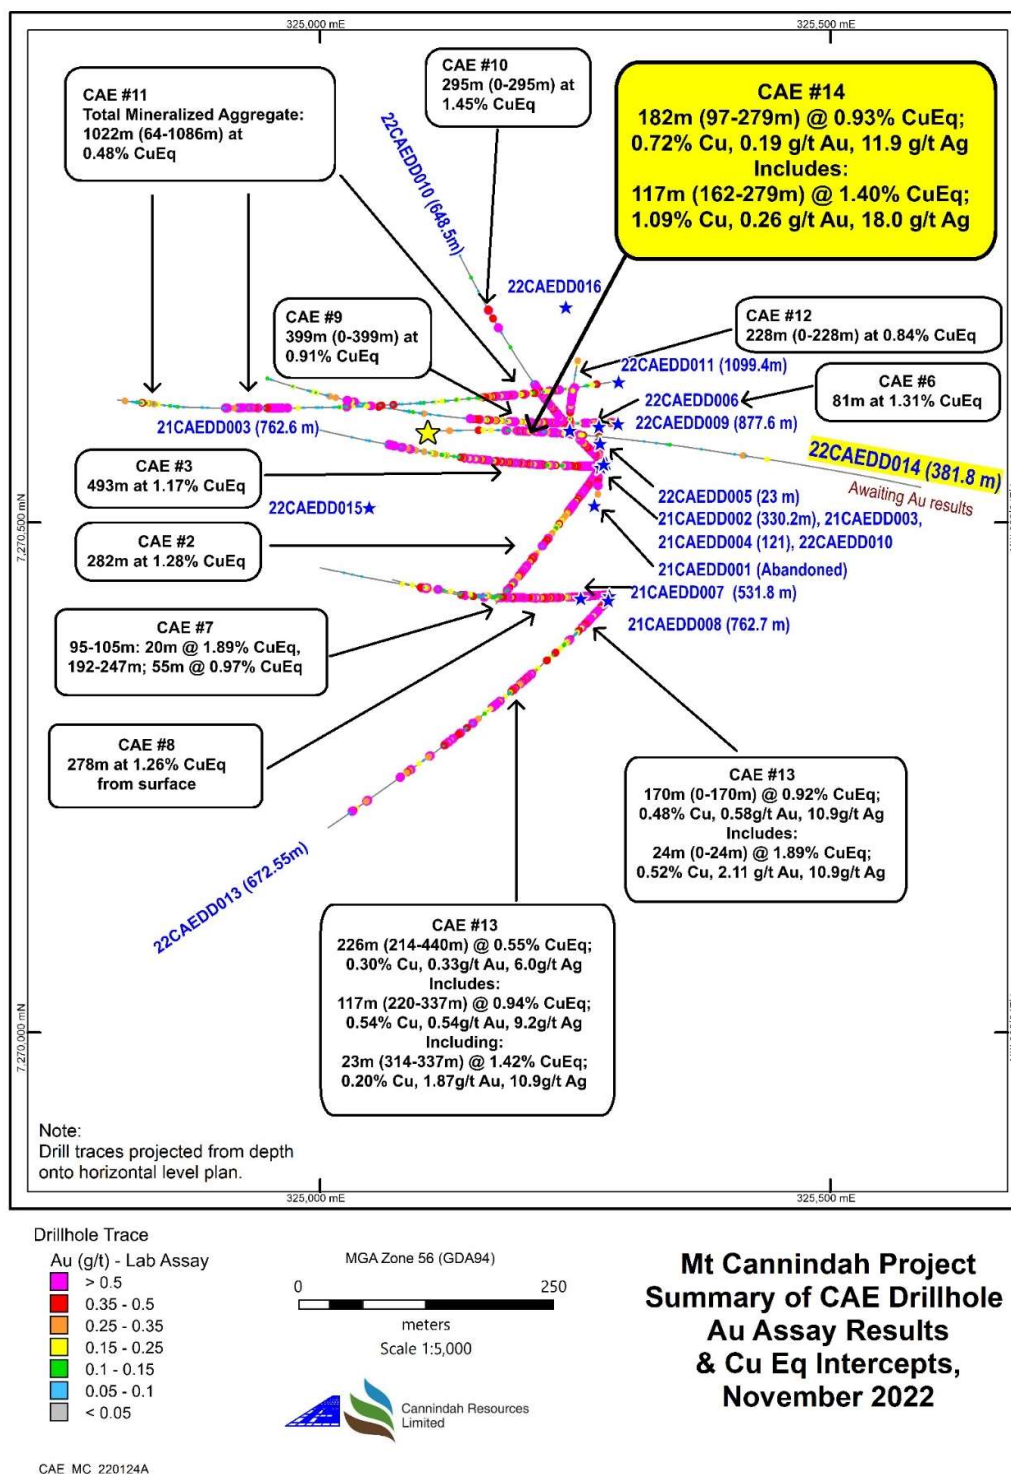 325,000 mE
325,500 mE
CAE #11
Total Mineralized Aggregate:
1022m (64-1086m) at
0.48% CuEq
CAE #10
295m (0-295m) at
1.45% CuEq
CAE #14
182m (97-279m) @ 0.93% CuEq;
0.72% Cu, 0.19 g/t Au, 11.9 g/t Ag
Includes:
117m (162-279m) @ 1.40% CuEq;
1.09% Cu, 0.26 g/t Au, 18.0 g/t Ag
22CAEDD010 (648.5m)
22CAEDD016
CAE #9
399m (0-399m) at
0.91% CuEq
CAE #12
228m (0-228m) at 0.84% CuEq
22CAEDD011 (1099.4m)
CAE #6
81m at 1.31% CuEq
22CAEDD006
22CAEDD009 (877.6 m)
21CAEDD003 (762.6 m)
22CAEDD014 (381.8 m)
Awaiting Au results
CAE #3
493m at 1.17% CuEq
22CAEDD015
22CAEDD005 (23 m)
21CAEDD002 (330.2m), 21CAEDD003,
21CAEDD004 (121), 22CAEDD010
21CAEDD001 (Abandoned)
7,270,500 mN
CAE #2
282m at 1.28% CuEq
21CAEDD007 (531.8 m)
21CAEDD008 (762.7 m)
CAE #7
95-105m: 20m @ 1.89% CuEq,
192-247m; 55m @ 0.97% CuEq
CAE #8
278m at 1.26% CuEq
from surface
CAE #13
170m (0-170m) @ 0.92% CuEq;
0.48% Cu, 0.58g/t Au, 10.9g/t Ag
Includes:
24m (0-24m) @ 1.89% CuEq;
0.52% Cu, 2.11 g/t Au, 10.9g/t Ag
22CAEDD013 (672.55m)
CAE #13
226m (214-440m) @ 0.55% CuEq;
0.30% Cu, 0.33g/t Au, 6.0g/t Ag
Includes:
117m (220-337m) @ 0.94% CuEq;
0.54% Cu, 0.54g/t Au, 9.2g/t Ag
Including:
23m (314-337m) @ 1.42% CuEq;
0.20% Cu, 1.87g/t Au, 10.9g/t Ag
7,270,000 mN
Note:
Drill traces projected from depth
onto horizontal level plan.
325,000 mE
325,500 mE
Drillhole Trace
Au (g/t) - Lab Assay
> 0.5
0.35 - 0.5
0.25 - 0.35
0.15 - 0.25
0.1 - 0.15
0.05 - 0.1
< 0.05
MGA Zone 56 (GDA94)
0 250
meters
Scale 1:5,000
Cannindah Resources
Limited
Mt Cannindah Project
Summary of CAE Drillhole
Au Assay Results
& Cu Eq Intercepts,
November 2022
CAE_MC_220124A